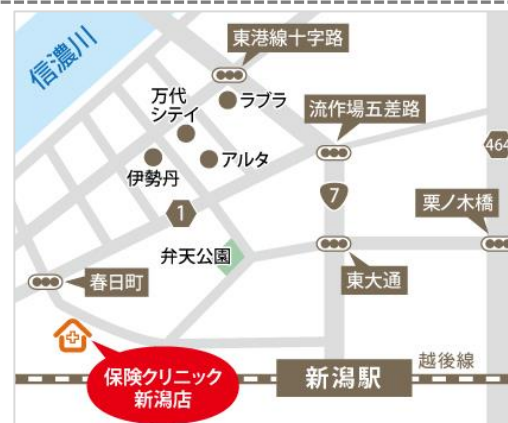 東港線十字路
信濃川
万代
シテイ
ラブラ
流作場五差路
伊勢丹
アルタ
464
7
1
栗ノ木橋
弁天公園
春日町
東大通
越後線
保険クリニック
新潟店
新潟駅